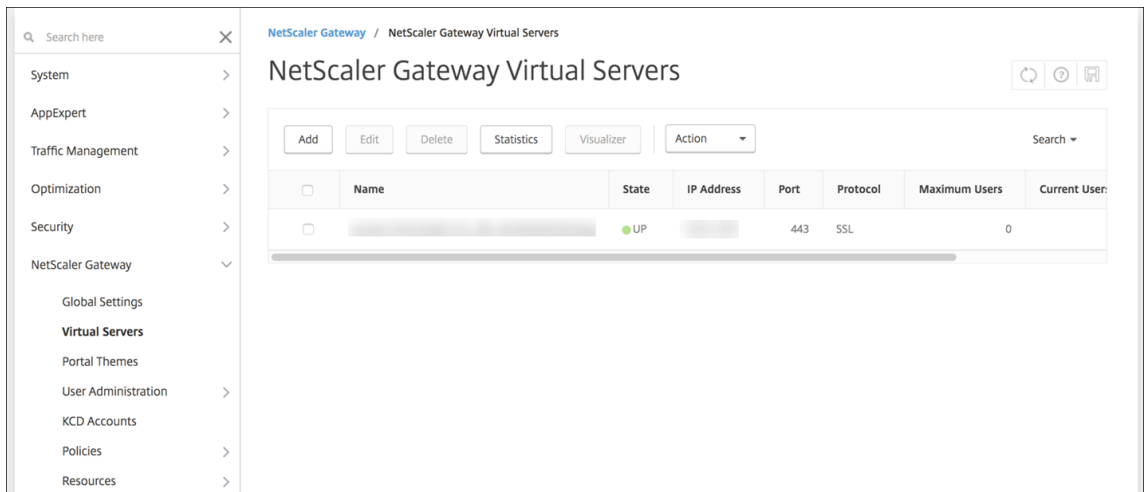 Search here
System
AppExpert
Traffic Management
Optimization
Security
NetScaler Gateway
Global Settings
Virtual Servers
Portal Themes
User Administration
KCD Accounts
Policies
Resources
NetScaler Gateway / NetScaler Gateway Virtual Servers
NetScaler Gateway Virtual Servers
Add Edit Delete Statistics Visualizer Action Search
Name State IP Address Port Protocol Maximum Users Current Users
UP 443 SSL 0